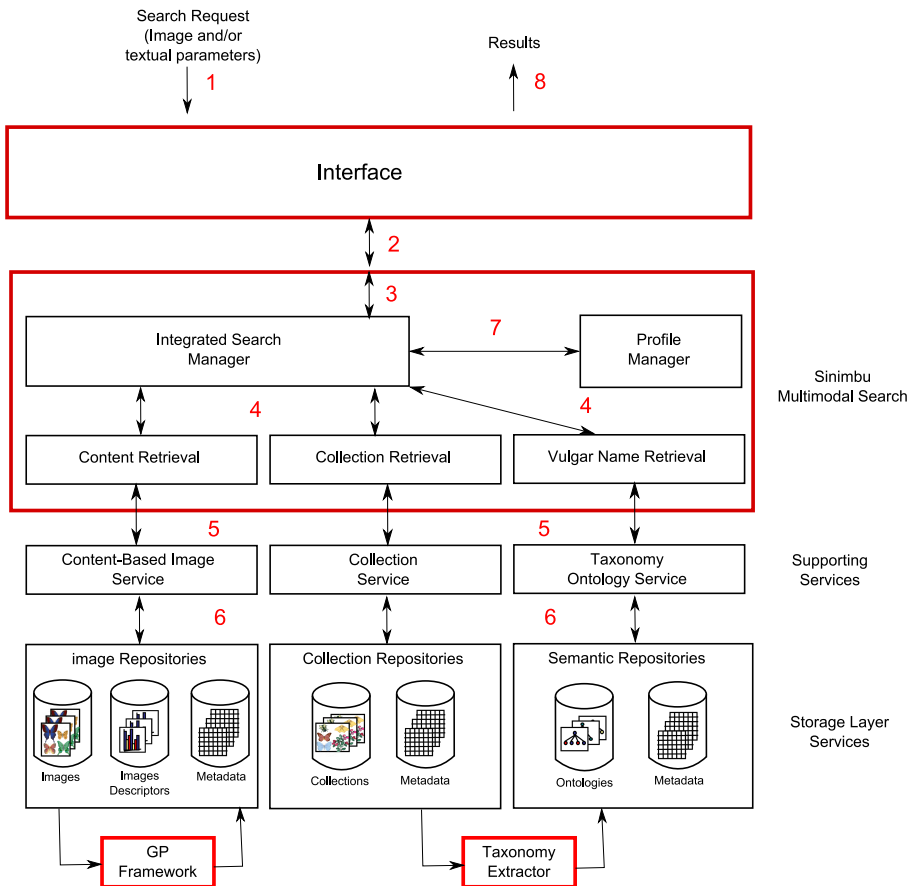 Search Request
(Image and/or
textual parameters)
Results
1
8
Interface
2
3
Integrated Search
Manager
7
Profile
Manager
Sinimbu
Multimodal Search
4
4
Content Retrieval
Collection Retrieval
Vulgar Name Retrieval
5
5
Content-Based Image
Service
Collection
Service
Taxonomy
Ontology Service
Supporting
Services
6
6
image Repositories
Collection Repositories
Semantic Repositories
Storage Layer
Services
Images
Images
Descriptors
Metadata
Collections
Metadata
Ontologies
Metadata
GP
Framework
Taxonomy
Extractor